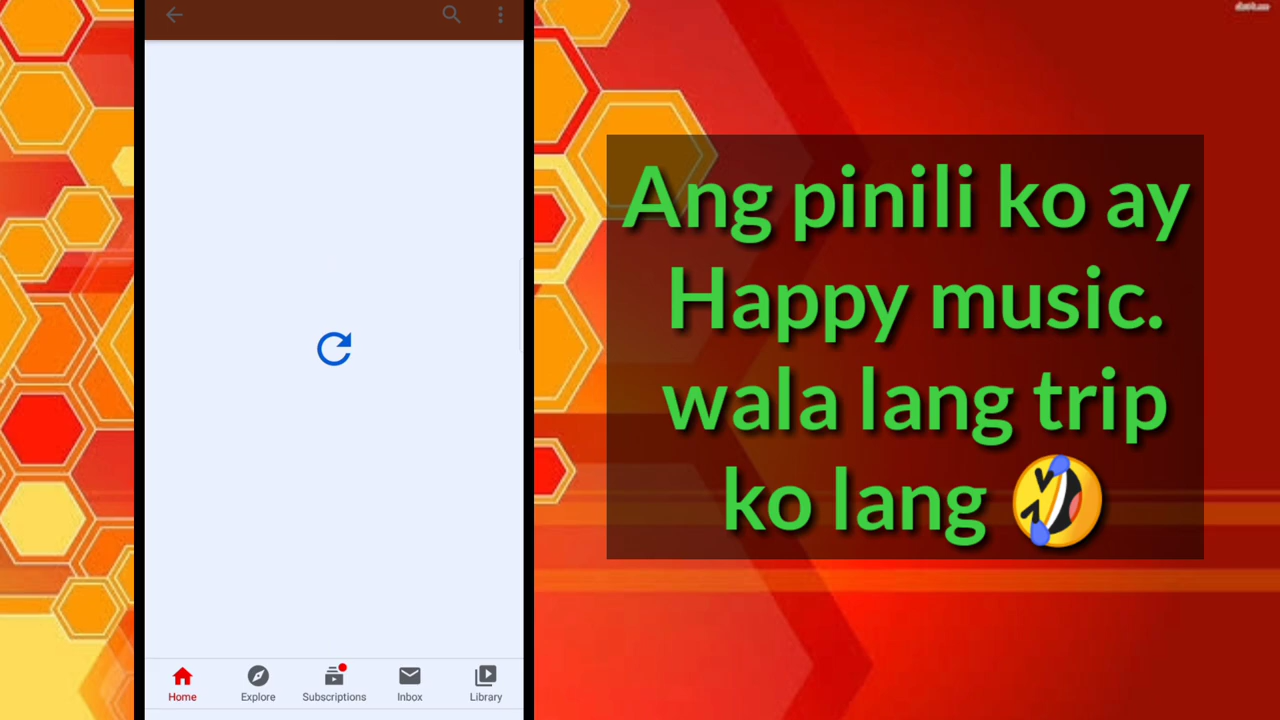 Ang pinili ko ay
Happy music.
wala lang trip
ko lang 🤣
Home
Explore
Subscriptions
Inbox
Library